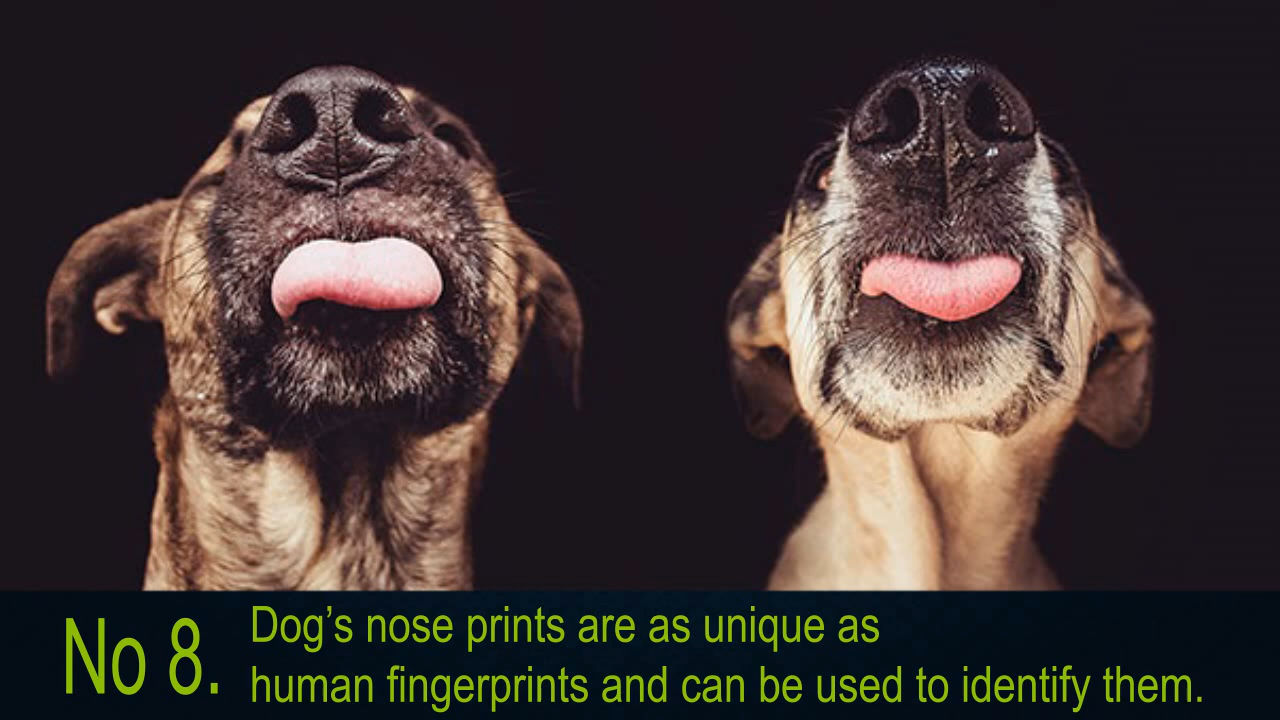 No 8.
Dog’s nose prints are as unique as
human fingerprints and can be used to identify them.